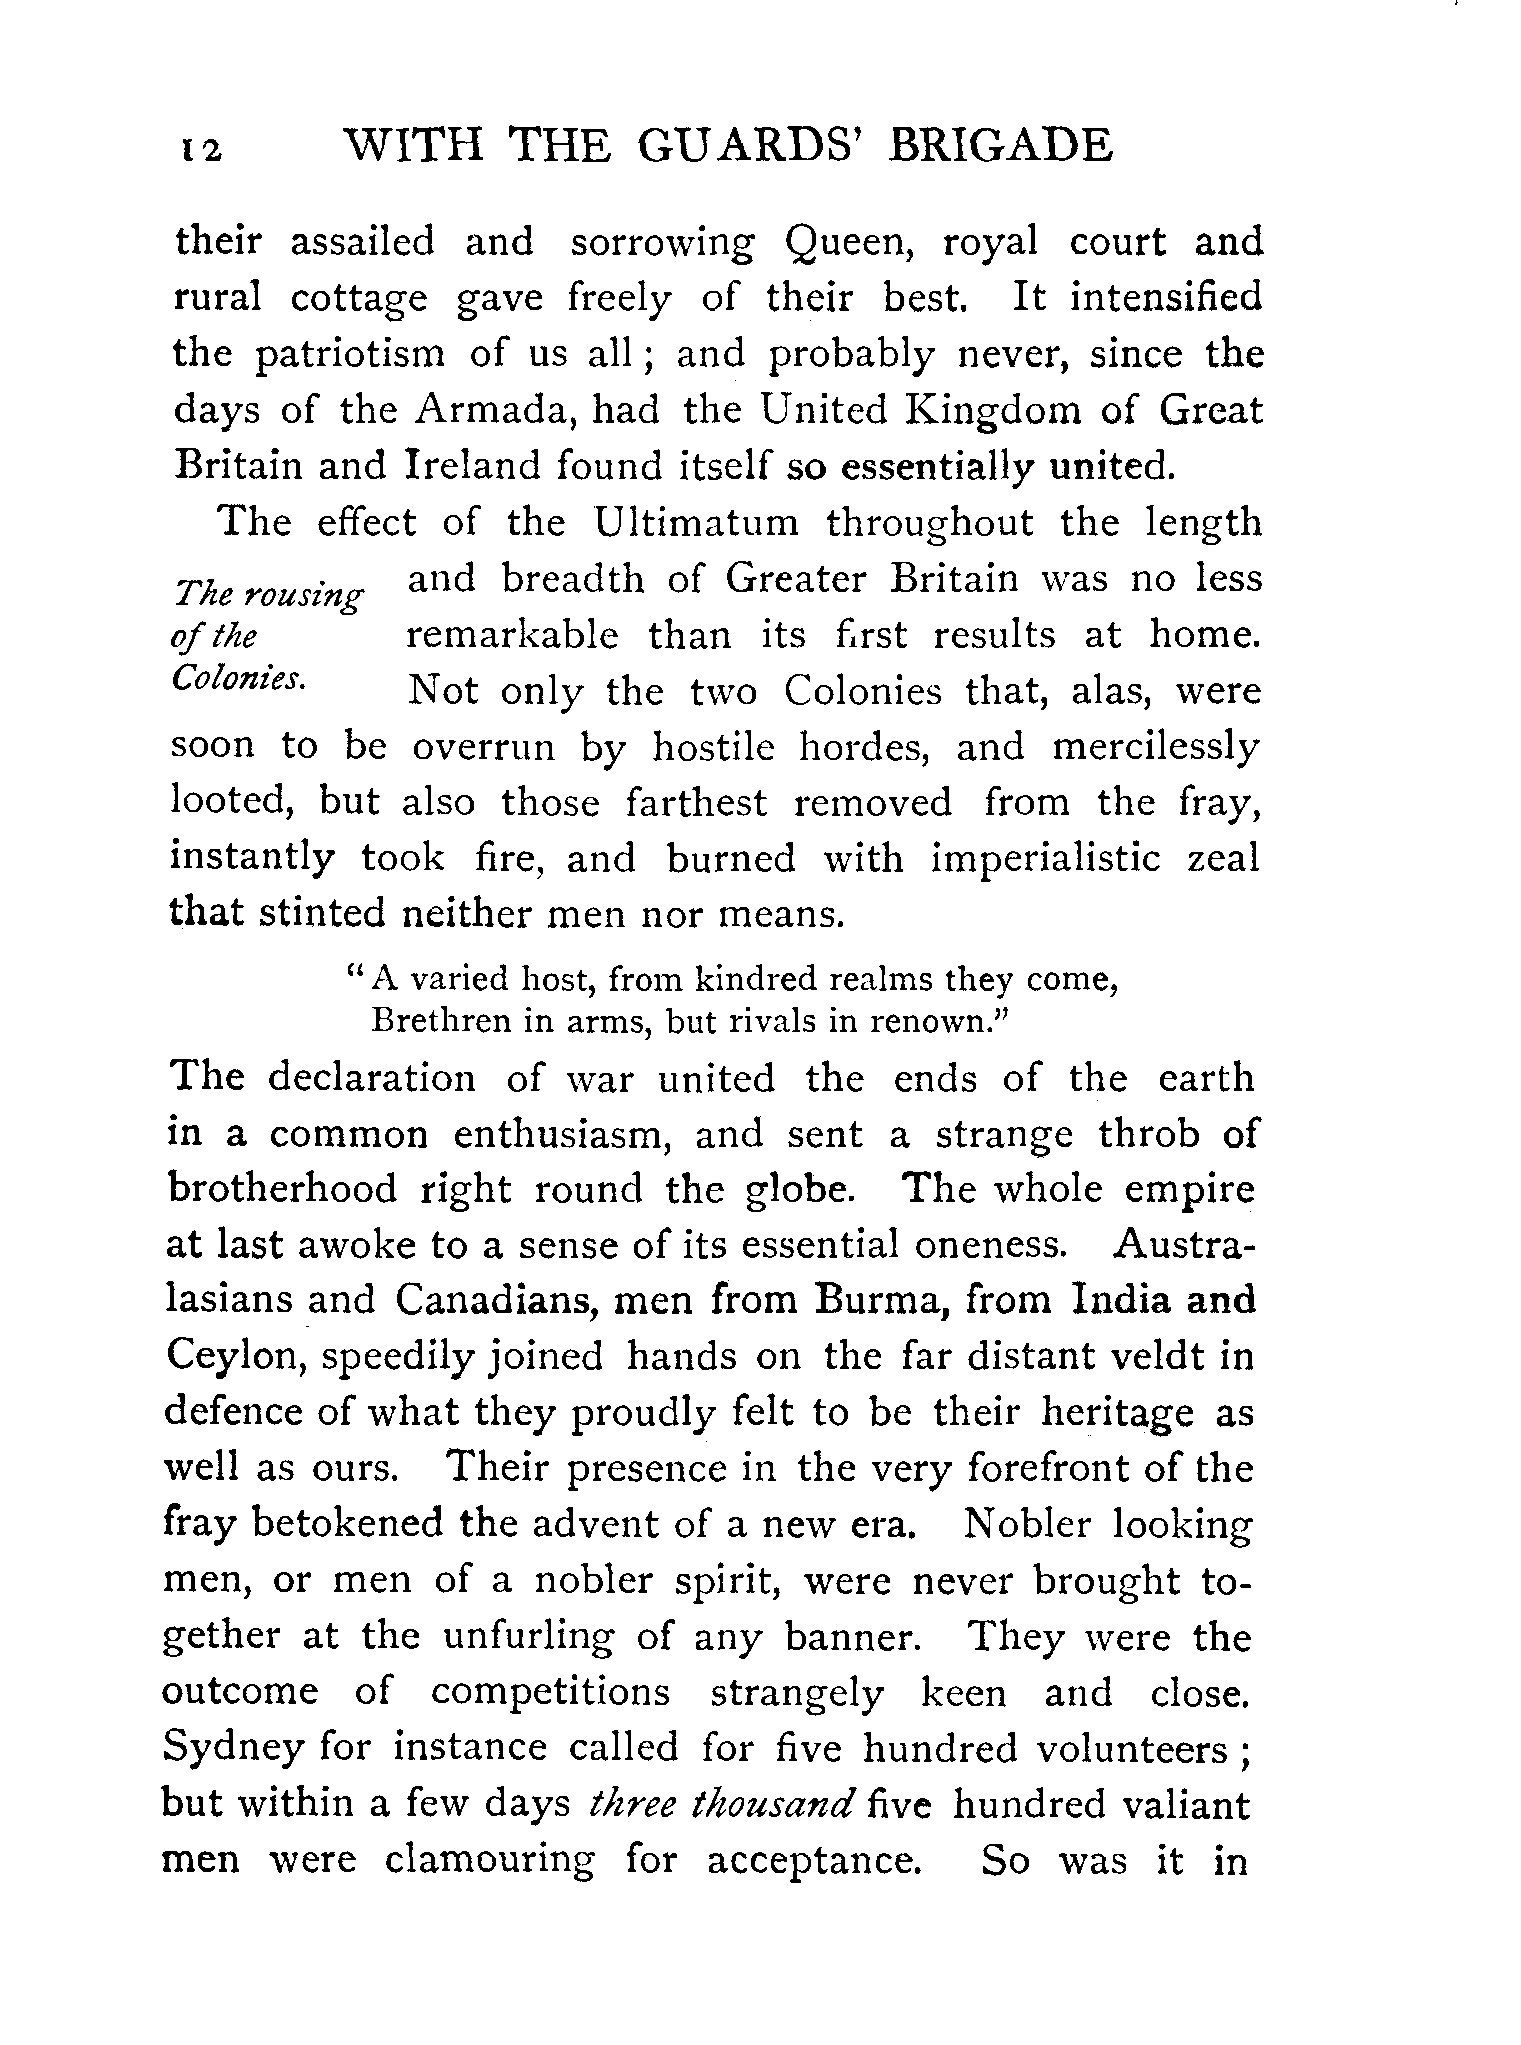 12 WITH THE GUARDS' BRIGADE
their assailed and sorrowing Queen, royal court and
rural cottage gave freely of their best. It intensified
the patriotism of us all ; and probably never, since the
days of the Armada, had the United Kingdom of Great
Britain and Ireland found itself so essentially united.
The effect of the Ultimatum throughout the length
The rousing
of the
Colonies.
and breadth of Greater Britain was no less
remarkable than its first results at home.
Not only the two Colonies that, alas, were
soon to be overrun by hostile hordes, and mercilessly
looted, but also those farthest removed from the fray,
instantly took fire, and burned with imperialistic zeal
that stinted neither men nor means.
“ A varied host, from kindred realms they come,
Brethren in arms, but rivals in renown.”
The declaration of war united the ends of the earth
in a common enthusiasm, and sent a strange throb of
brotherhood right round the globe. The whole empire
at last awoke to a sense of its essential oneness. Austra-
lasians and Canadians, men from Burma, from India and
Ceylon, speedily joined hands on the far distant veldt in
defence of what they proudly felt to be their heritage as
well as ours. Their presence in the very forefront of the
fray betokened the advent of a new era. Nobler looking
men, or men of a nobler spirit, were never brought to-
gether at the unfurling of any banner. They were the
outcome of competitions strangely keen and close.
Sydney for instance called for five hundred volunteers ;
but within a few days three thousand five hundred valiant
men were clamouring for acceptance. So was it in